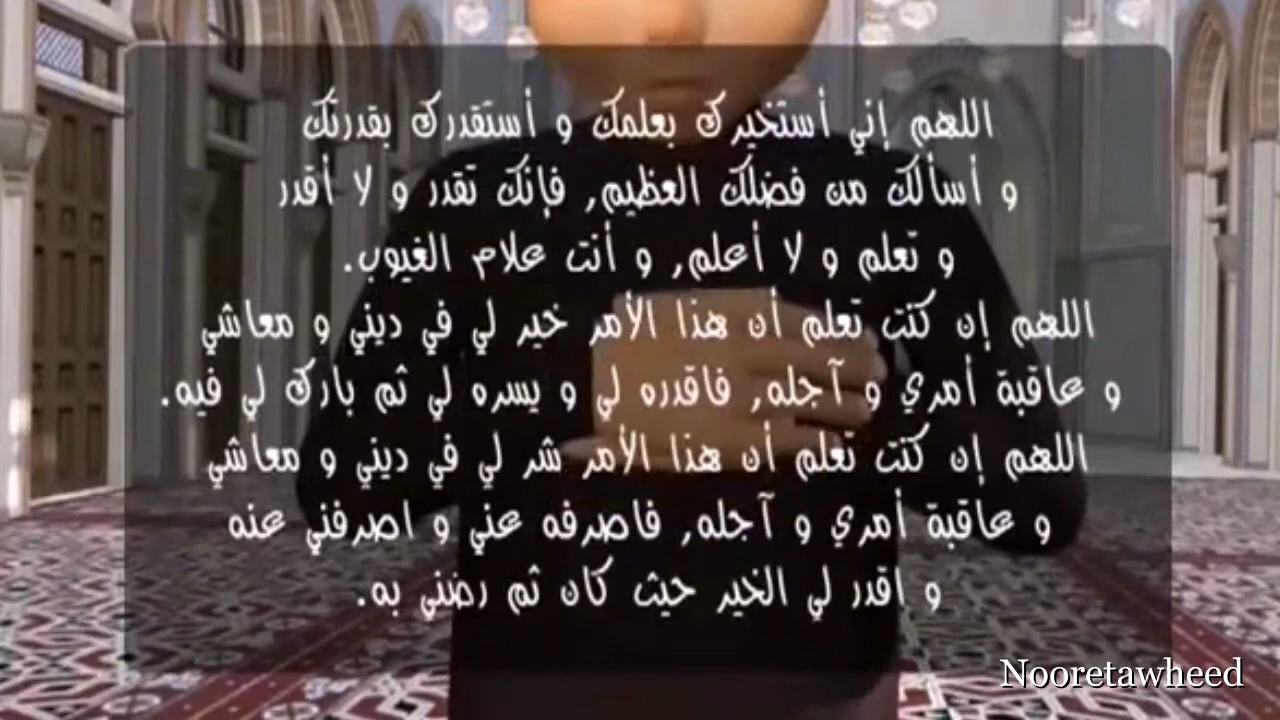 اللهم إني أستخيرك بعلمك و أستقدرك بقدرتك
و أسألك من فضلك العظيم, فإنك تقدر و لا أقدر
و تعلم و لا أعلم, و أنت علام الغيوب.
اللهم إن كنت تعلم أن هذا الأمر خير لي في ديني و معاشي
و عاقبة أمري و آجله, فاقدره لي و يسره لي ثم بارك لي فيه.
اللهم إن كنت تعلم أن هذا الأمر شر لي في ديني و معاشي
و عاقبة أمري و آجله, فاصرفه عني و اصرفني عنه
و اقدر لي الخير حيث كان ثم رضني به.
Nooretawheed